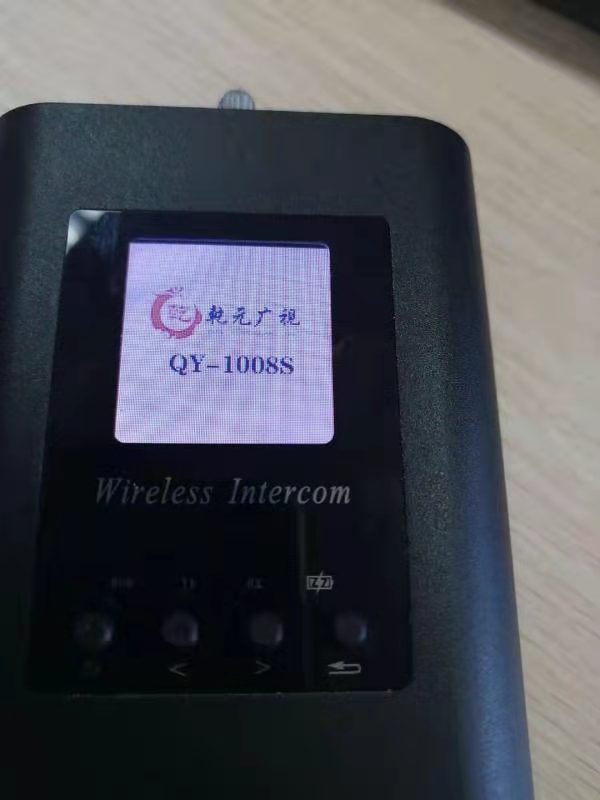 乾元广视
QY-1008S
Wireless Intercom
TX
RX